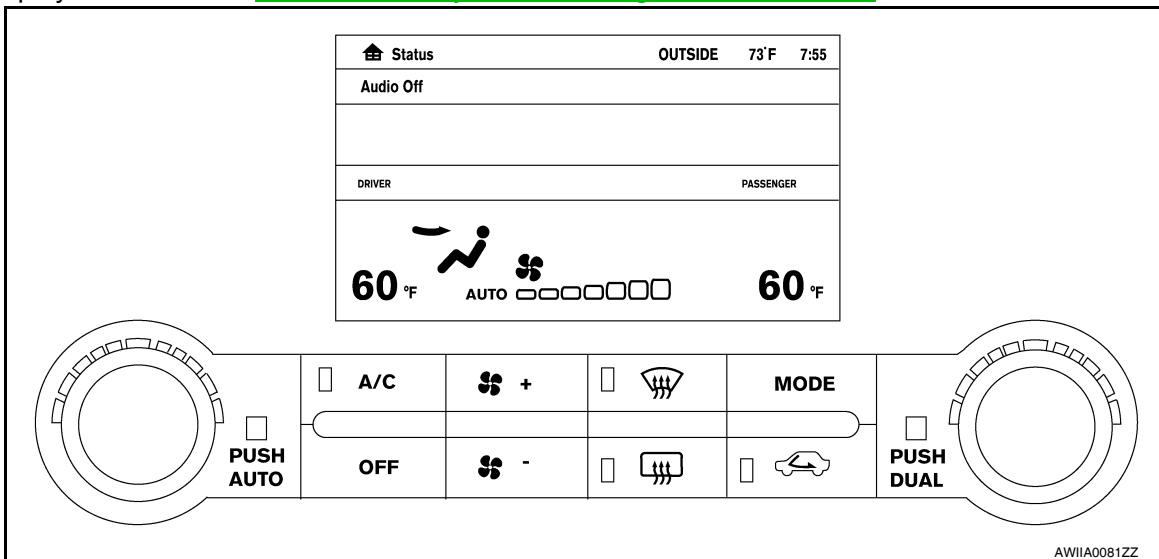 Status OUTSIDE 73°F 7:55
Audio Off
DRIVER PASSENGER
60 °F AUTO 60 °F
A/C + MODE
PUSH AUTO OFF - PUSH DUAL
AWIIA0081ZZ